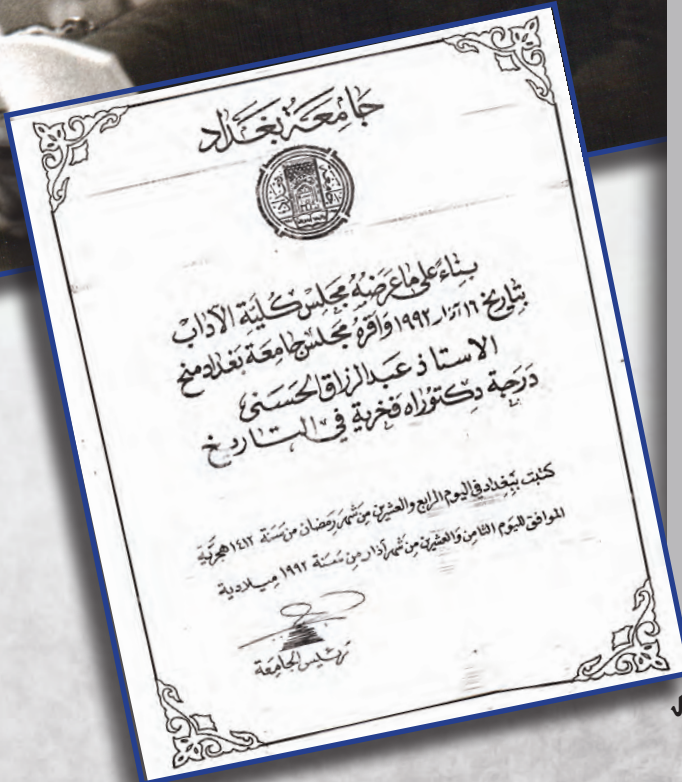 جامعة بغداد
بناءً على ما عرضه مجلس كلية الآداب
بتاريخ ١٦ آذار ١٩٩٢ وأقره مجلس جامعة بغداد منح
الاستاذ عبد الرزاق الحسني
درجة دكتوراه فخرية في التاريخ
كتبت ببغداد في اليوم الرابع والعشرين من شهر رمضان من سنة ١٤١٢ هجرية
الموافق لليوم الثامن والعشرين من شهر آذار من سنة ١٩٩٢ ميلادية
رئيس الجامعة